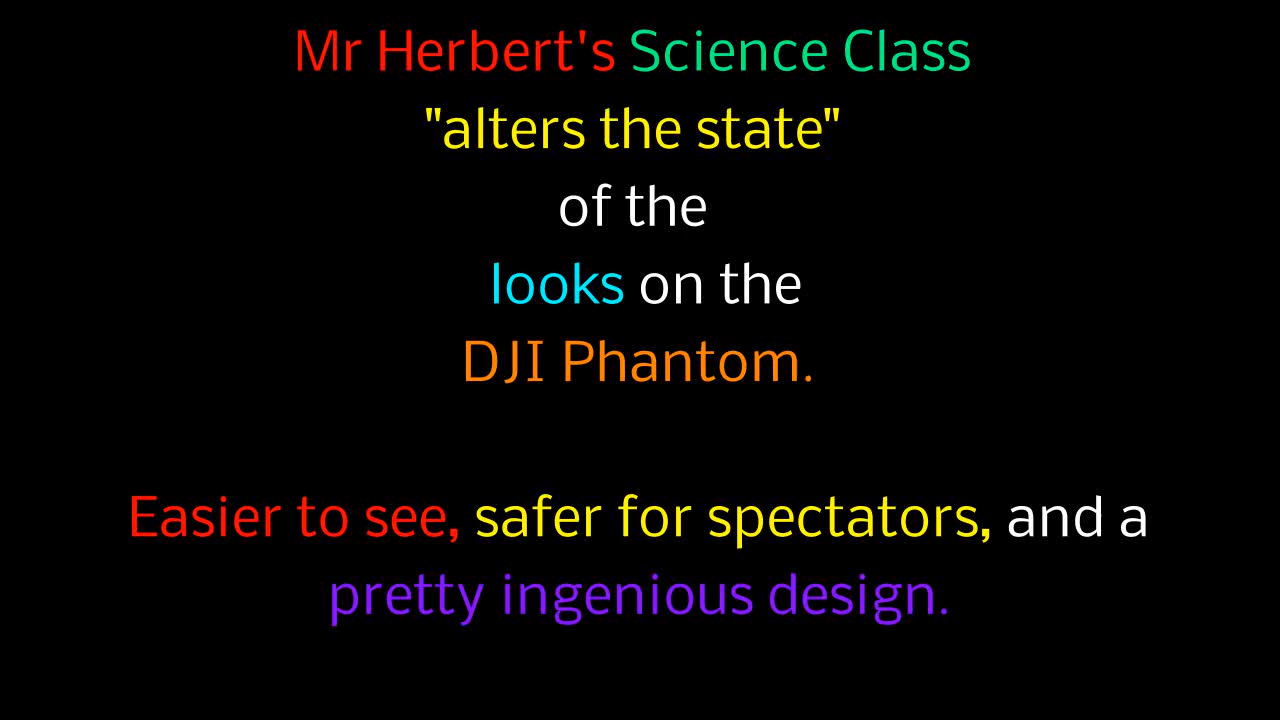 Mr Herbert's Science Class
"alters the state"
of the
looks on the
DJI Phantom.
Easier to see, safer for spectators, and a
pretty ingenious design.